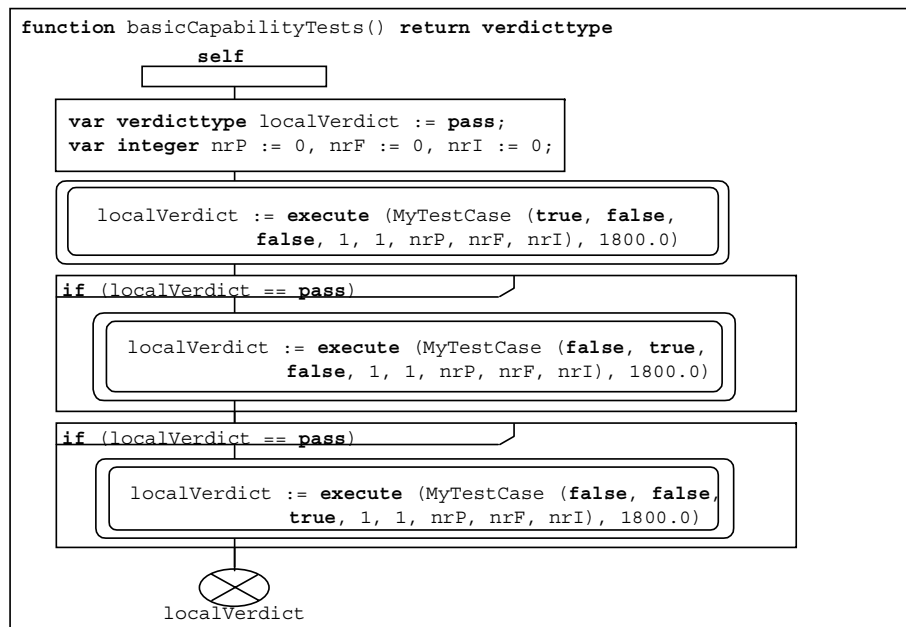 function basicCapabilityTests() return verdicttype
self
var verdicttype localVerdict := pass;
var integer nrP := 0, nrF := 0, nrI := 0;
localVerdict := execute (MyTestCase (true, false,
false, 1, 1, nrP, nrF, nrI), 1800.0)
if (localVerdict == pass)
localVerdict := execute (MyTestCase (false, true,
false, 1, 1, nrP, nrF, nrI), 1800.0)
if (localVerdict == pass)
localVerdict := execute (MyTestCase (false, false,
true, 1, 1, nrP, nrF, nrI), 1800.0)
localVerdict